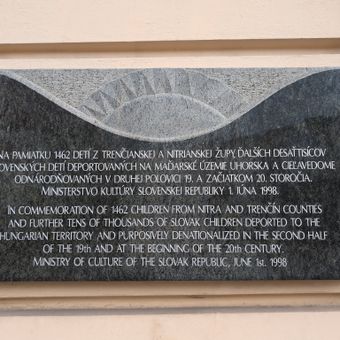 NA PAMIATKU 1462 DETÍ Z TRENČIANSKEJ A NITRIANSKEJ ŽUPY, ĎALŠÍCH DESAŤTISÍCOV
SLOVENSKÝCH DETÍ DEPORTOVANÝCH NA MAĎARSKÉ ÚZEMIE UHORSKA A CIEĽAVEDOME
ODNÁRODŇOVANÝCH V DRUHEJ POLOVICI 19. A ZAČIATKOM 20. STOROČIA.
MINISTERSTVO KULTÚRY SLOVENSKEJ REPUBLIKY 1. JÚNA 1998.
IN COMMEMORATION OF 1462 CHILDREN FROM NITRA AND TRENČÍN COUNTIES
AND FURTHER TENS OF THOUSANDS OF SLOVAK CHILDREN DEPORTED TO THE
HUNGARIAN TERRITORY AND PURPOSIVELY DENATIONALIZED IN THE SECOND HALF
OF THE 19th AND AT THE BEGINNING OF THE 20th CENTURY.
MINISTRY OF CULTURE OF THE SLOVAK REPUBLIC, JUNE 1st. 1998